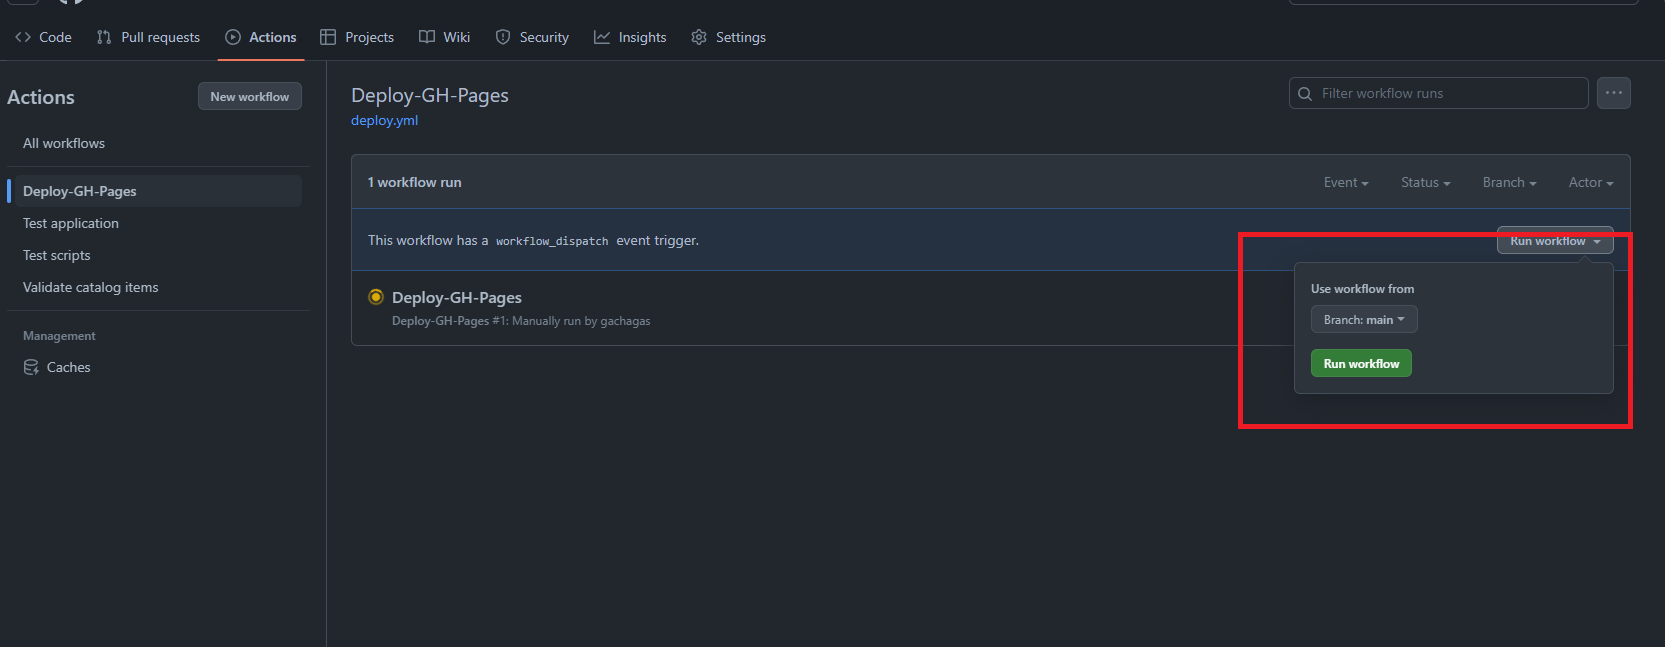 Code Pull requests Actions Projects Wiki Security Insights Settings
Actions
New workflow
All workflows
Deploy-GH-Pages
Test application
Test scripts
Validate catalog items
Management
Caches
Deploy-GH-Pages
deploy.yml
Filter workflow runs
1 workflow run
Event Status Branch Actor
This workflow has a workflow_dispatch event trigger.
Run workflow
Deploy-GH-Pages
Deploy-GH-Pages #1: Manually run by gachagas
Use workflow from
Branch: main
Run workflow